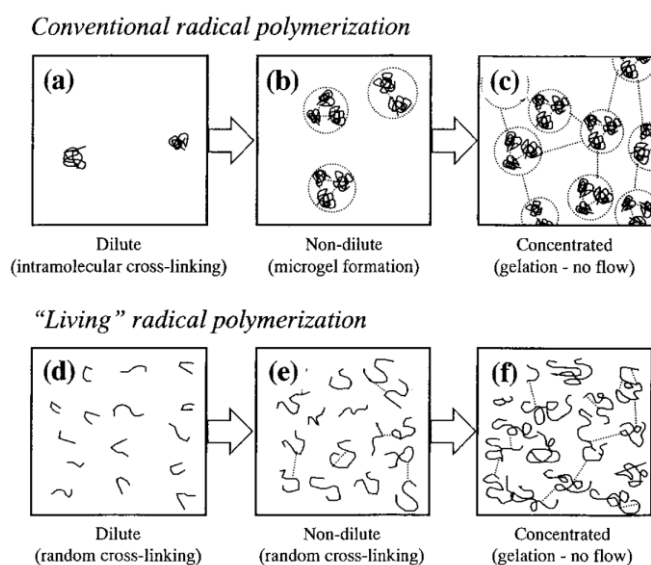 Conventional radical polymerization
(a)
(b)
(c)
Dilute
(intramolecular cross-linking)
Non-dilute
(microgel formation)
Concentrated
(gelation - no flow)
"Living" radical polymerization
(d)
(e)
(f)
Dilute
(random cross-linking)
Non-dilute
(random cross-linking)
Concentrated
(gelation - no flow)